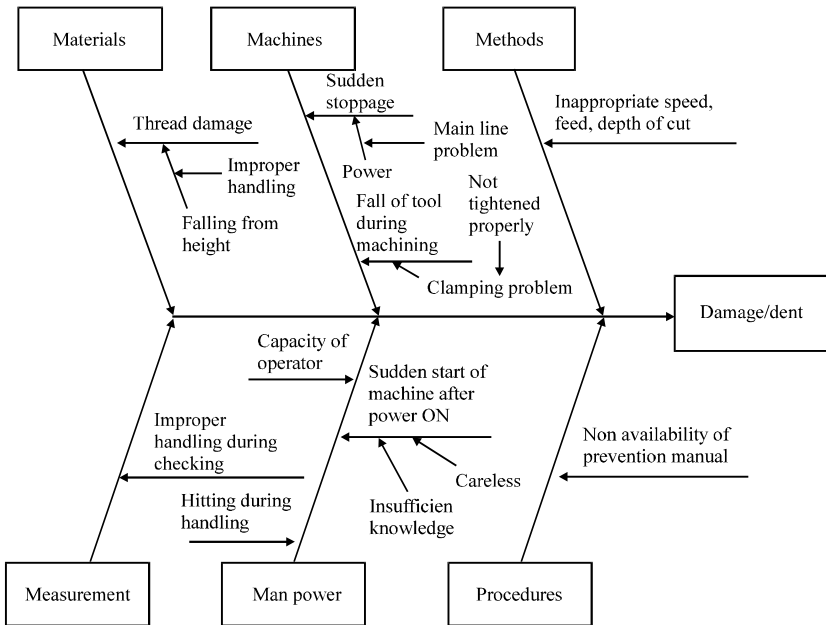 Materials
Machines
Methods
Sudden
stoppage
Inappropriate speed,
feed, depth of cut
Thread damage
Main line
problem
Improper
handling
Power
Not
tightened
properly
Fall of tool
during
machining
Falling from
height
Clamping problem
Damage/dent
Capacity of
operator
Sudden start of
machine after
power ON
Improper
handling during
checking
Non availability of
prevention manual
Careless
Hitting during
handling
Insufficien
knowledge
Measurement
Man power
Procedures